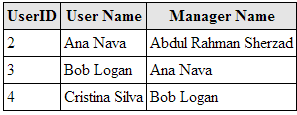 UserID User Name Manager Name
2 Ana Nava Abdul Rahman Sherzad
3 Bob Logan Ana Nava
4 Cristina Silva Bob Logan